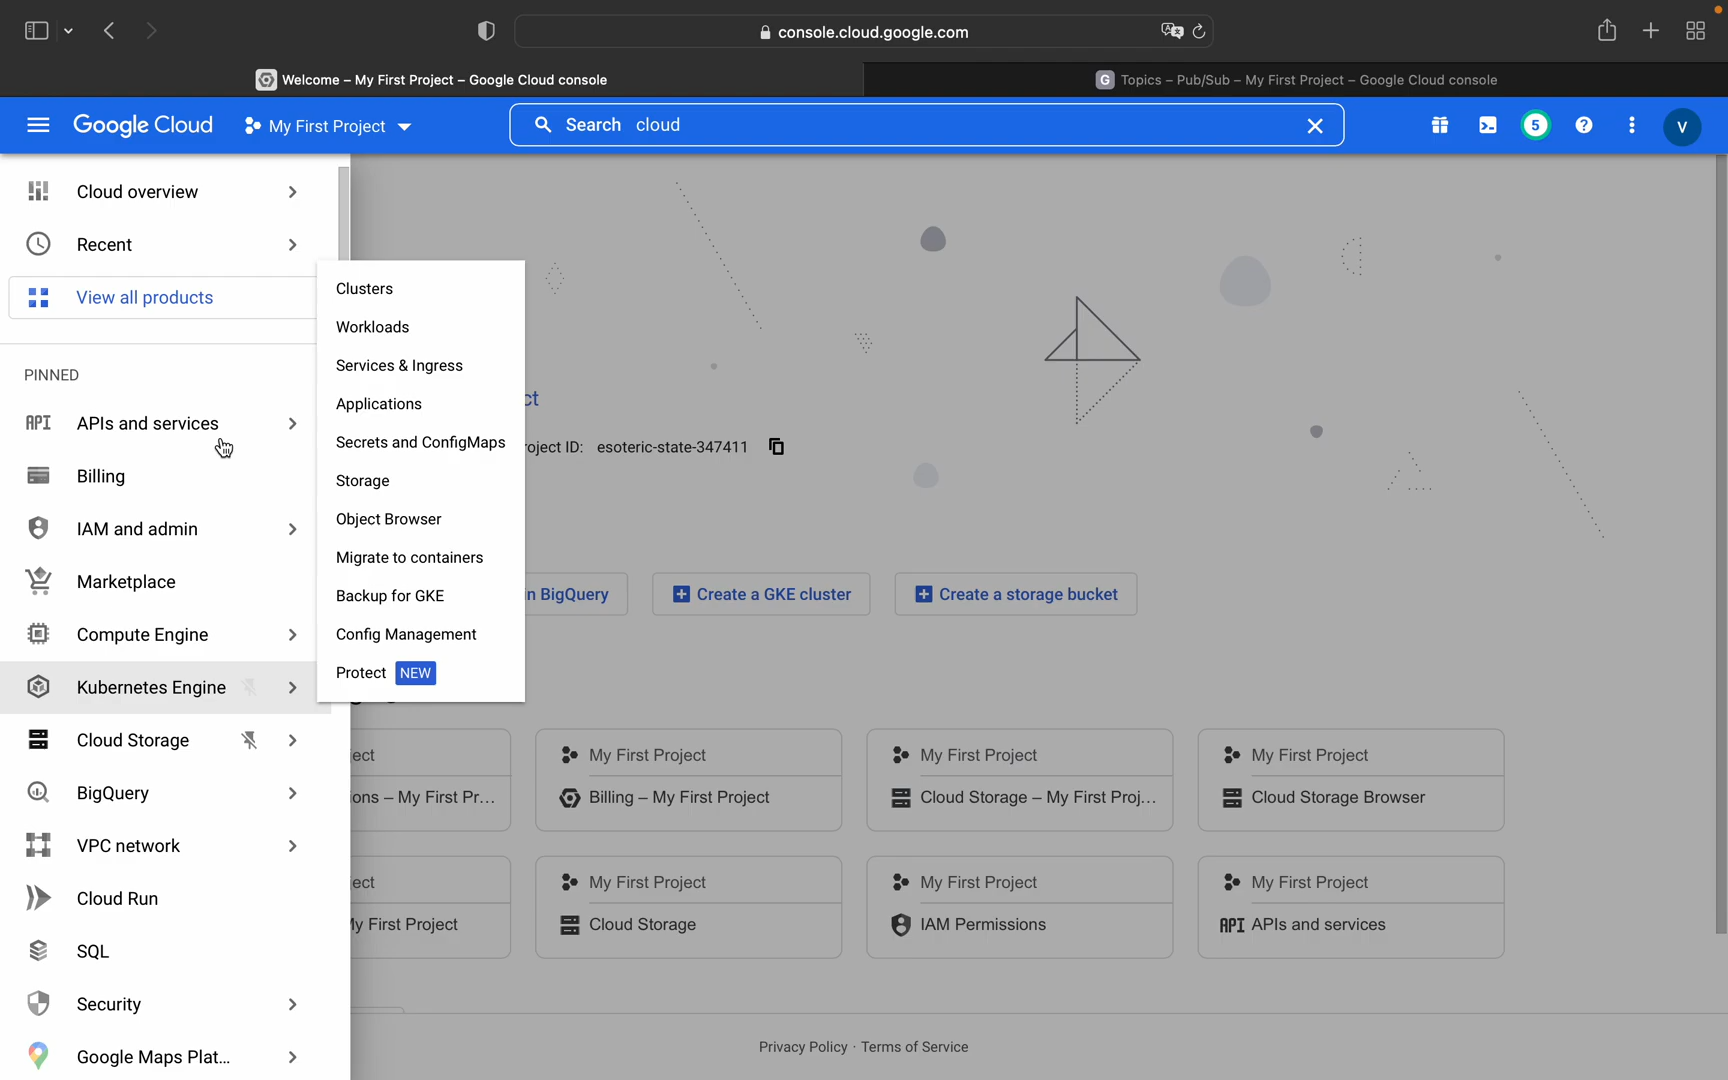 console.cloud.google.com
Welcome – My First Project – Google Cloud console
G Topics – Pub/Sub – My First Project – Google Cloud console
Google Cloud
My First Project
Search cloud
5
V
Cloud overview
Recent
View all products
PINNED
API APIs and services
Billing
IAM and admin
Marketplace
Compute Engine
Kubernetes Engine
Cloud Storage
BigQuery
VPC network
Cloud Run
SQL
Security
Google Maps Plat...
Clusters
Workloads
Services & Ingress
Applications
Secrets and ConfigMaps
Storage
Object Browser
Migrate to containers
Backup for GKE
Config Management
Protect NEW
ct
roject ID: esoteric-state-347411
n BigQuery
Create a GKE cluster
Create a storage bucket
ect
ons – My First Pr...
My First Project
Billing – My First Project
My First Project
Cloud Storage – My First Proj...
My First Project
Cloud Storage Browser
ect
My First Project
My First Project
Cloud Storage
My First Project
IAM Permissions
My First Project
API APIs and services
Privacy Policy · Terms of Service